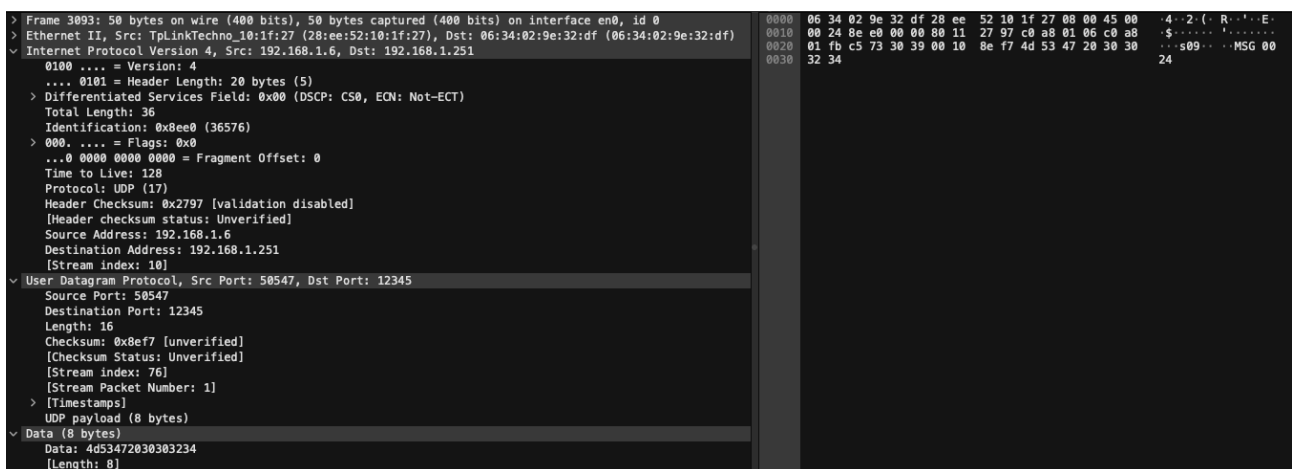 > Frame 3093: 50 bytes on wire (400 bits), 50 bytes captured (400 bits) on interface en0, id 0
> Ethernet II, Src: TpLinkTechno_10:1f:27 (28:ee:52:10:1f:27), Dst: 06:34:02:9e:32:df (06:34:02:9e:32:df)
Internet Protocol Version 4, Src: 192.168.1.6, Dst: 192.168.1.251
0100 .... = Version: 4
.... 0101 = Header Length: 20 bytes (5)
> Differentiated Services Field: 0x00 (DSCP: CS0, ECN: Not-ECT)
Total Length: 36
Identification: 0x8ee0 (36576)
> 000. .... = Flags: 0x0
...0 0000 0000 0000 = Fragment Offset: 0
Time to Live: 128
Protocol: UDP (17)
Header Checksum: 0x2797 [validation disabled]
[Header checksum status: Unverified]
Source Address: 192.168.1.6
Destination Address: 192.168.1.251
[Stream index: 10]
User Datagram Protocol, Src Port: 50547, Dst Port: 12345
Source Port: 50547
Destination Port: 12345
Length: 16
Checksum: 0x8ef7 [unverified]
[Checksum Status: Unverified]
[Stream index: 76]
[Stream Packet Number: 1]
> [Timestamps]
UDP payload (8 bytes)
Data (8 bytes)
Data: 4d53472030303234
[Length: 8]
0000 06 34 02 9e 32 df 28 ee 52 10 1f 27 08 00 45 00 ·4··2·(· R··'··E·
0010 00 24 8e e0 00 00 80 11 27 97 c0 a8 01 06 c0 a8 ·$······ '·······
0020 01 fb c5 73 30 39 00 10 8e f7 4d 53 47 20 30 30 ···s09·· ··MSG 00
0030 32 34 24